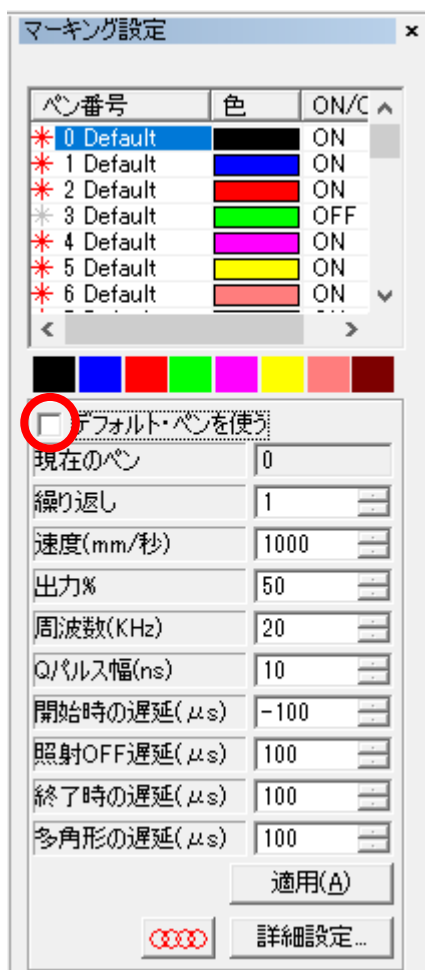 マーキング設定
ペン番号 色 ON/C
0 Default ON
1 Default ON
2 Default ON
3 Default OFF
4 Default ON
5 Default ON
6 Default ON
デフォルト・ペンを使う
現在のペン 0
繰り返し 1
速度(mm/秒) 1000
出力% 50
周波数(KHz) 20
Qパルス幅(ns) 10
開始時の遅延(μs) -100
照射OFF遅延(μs) 100
終了時の遅延(μs) 100
多角形の遅延(μs) 100
適用(A)
詳細設定...